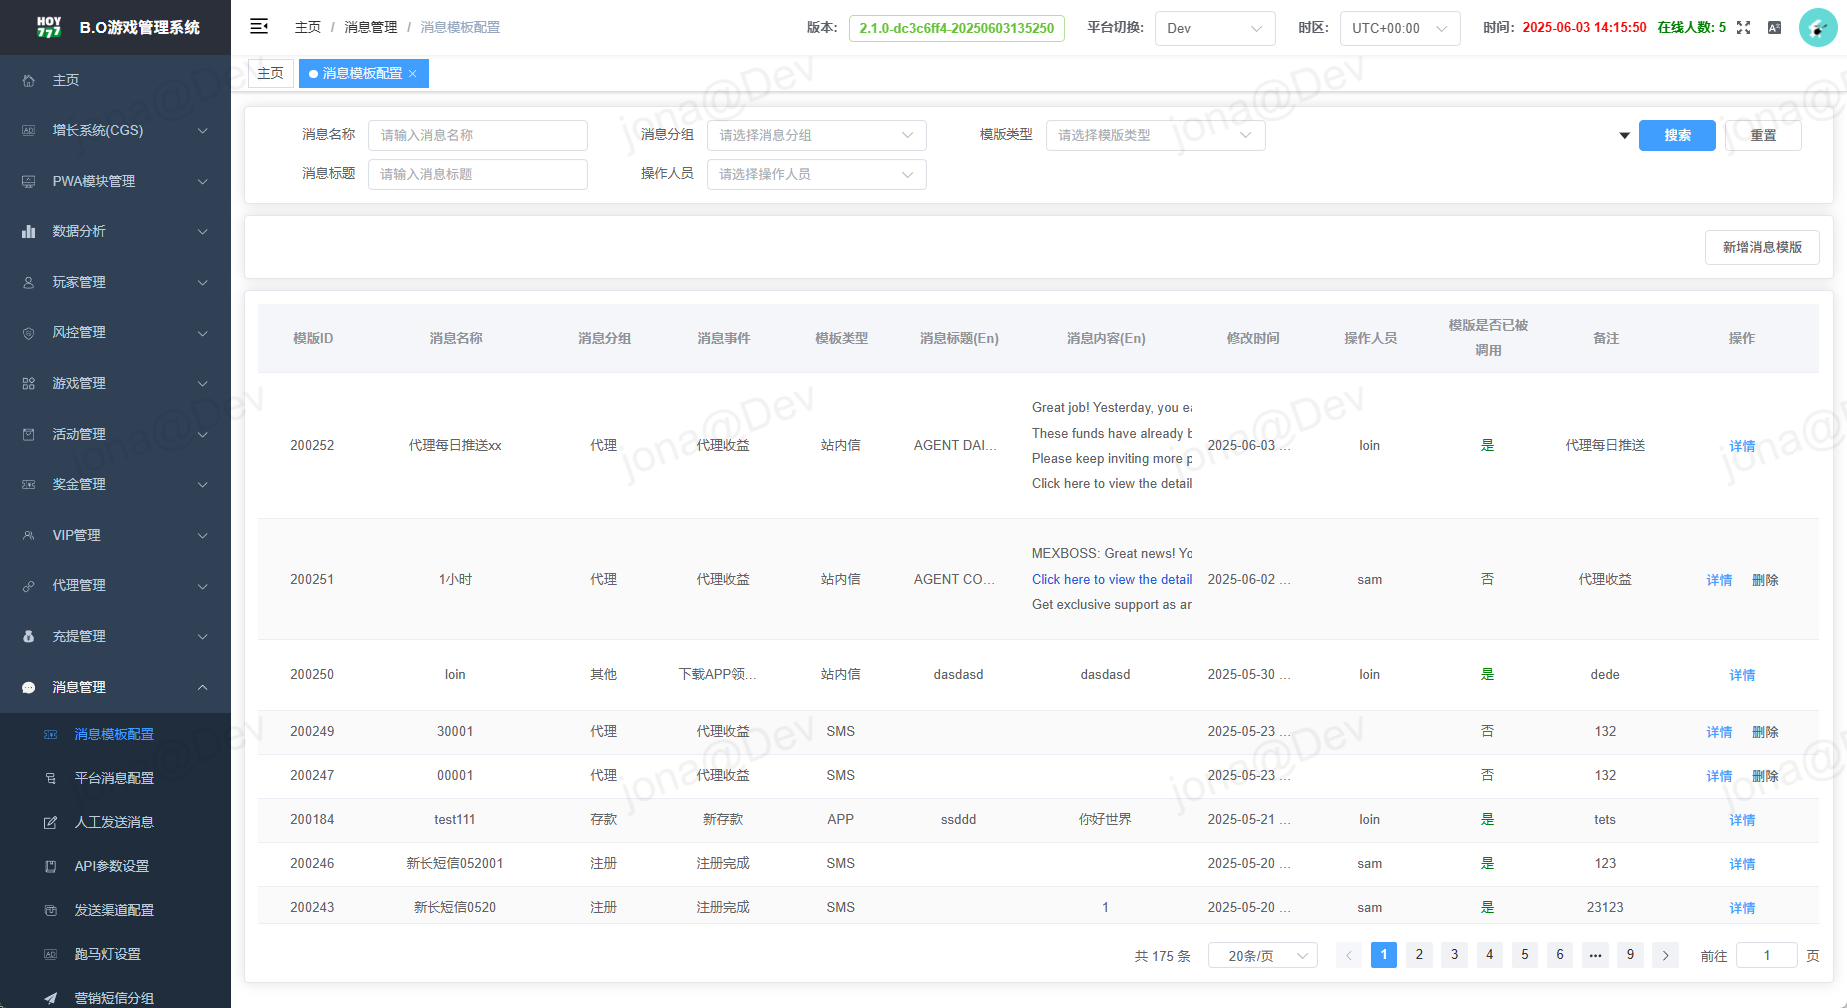 HOY
777
B.O游戏管理系统
主页 / 消息管理 / 消息模板配置
版本: 2.1.0-dc3c6ff4-20250603135250
平台切换: Dev
时区: UTC+00:00
时间: 2025-06-03 14:15:50 在线人数: 5
主页
消息模板配置
主页
增长系统(CGS)
PWA模块管理
数据分析
玩家管理
风控管理
游戏管理
活动管理
奖金管理
VIP管理
代理管理
充提管理
消息管理
消息模板配置
平台消息配置
人工发送消息
API参数设置
发送渠道配置
跑马灯设置
营销短信分组
消息名称 请输入消息名称 消息分组 请选择消息分组 模版类型 请选择模版类型 搜索 重置
消息标题 请输入消息标题 操作人员 请选择操作人员
新增消息模版
模版ID 消息名称 消息分组 消息事件 模板类型 消息标题(En) 消息内容(En) 修改时间 操作人员 模版是否已被调用 备注 操作
200252 代理每日推送xx 代理 代理收益 站内信 AGENT DAI... Great job! Yesterday, you ea
These funds have already b
Please keep inviting more p
Click here to view the detail
2025-06-03 ... loin 是 代理每日推送 详情
200251 1小时 代理 代理收益 站内信 AGENT CO... MEXBOSS: Great news! Yo
Click here to view the detail
Get exclusive support as ar
2025-06-02 ... sam 否 代理收益 详情 删除
200250 loin 其他 下载APP领... 站内信 dasdasd dasdasd 2025-05-30 ... loin 是 dede 详情
200249 30001 代理 代理收益 SMS 2025-05-23 ... 否 132 详情 删除
200247 00001 代理 代理收益 SMS 2025-05-23 ... 否 132 详情 删除
200184 test111 存款 新存款 APP ssddd 你好世界 2025-05-21 ... loin 是 tets 详情
200246 新长短信052001 注册 注册完成 SMS 2025-05-20 ... sam 是 123 详情
200243 新长短信0520 注册 注册完成 SMS 1 2025-05-20 ... sam 是 23123 详情
共 175 条 20条/页 1 2 3 4 5 6 ••• 9 前往 1 页
jona@Dev